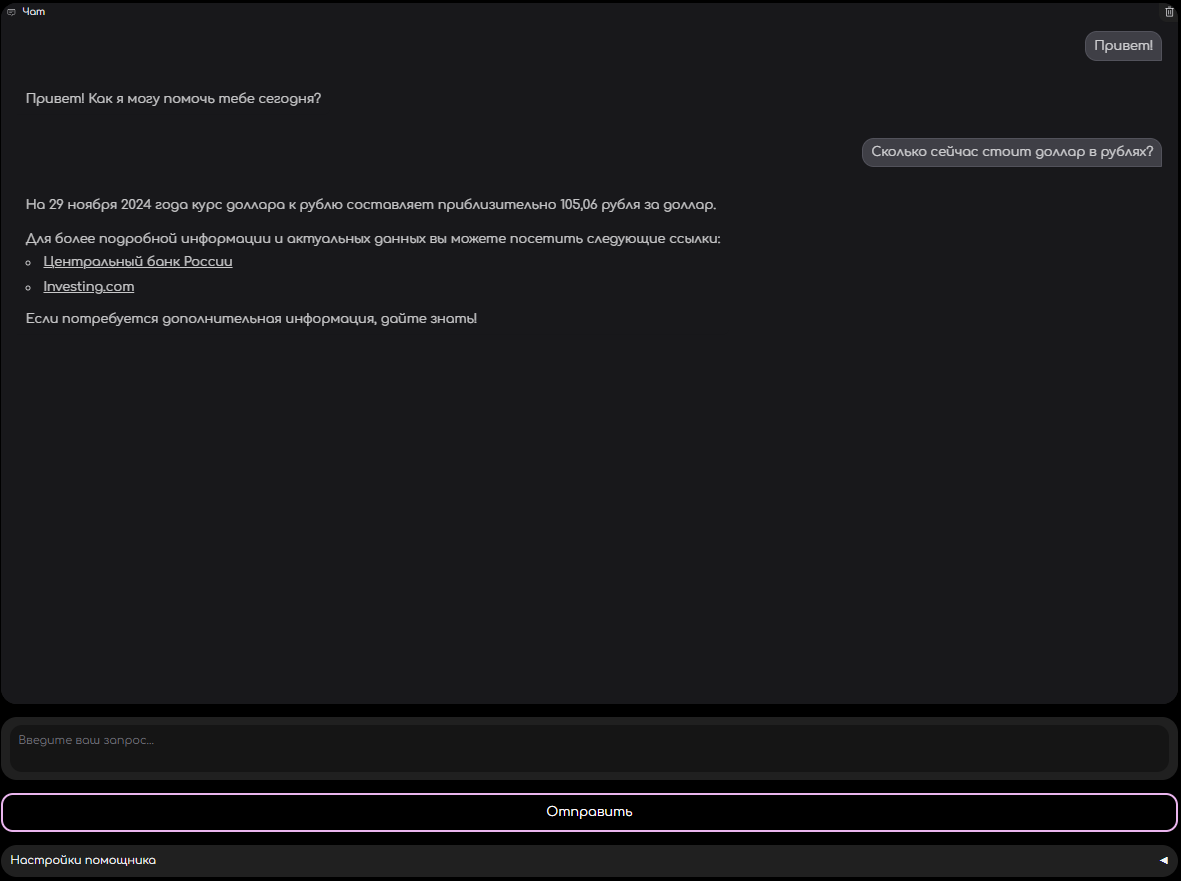 Чат
Привет!
Привет! Как я могу помочь тебе сегодня?
Сколько сейчас стоит доллар в рублях?
На 29 ноября 2024 года курс доллара к рублю составляет приблизительно 105,06 рубля за доллар.
Для более подробной информации и актуальных данных вы можете посетить следующие ссылки:
Центральный банк России
Investing.com
Если потребуется дополнительная информация, дайте знать!
Введите ваш запрос...
Отправить
Настройки помощника